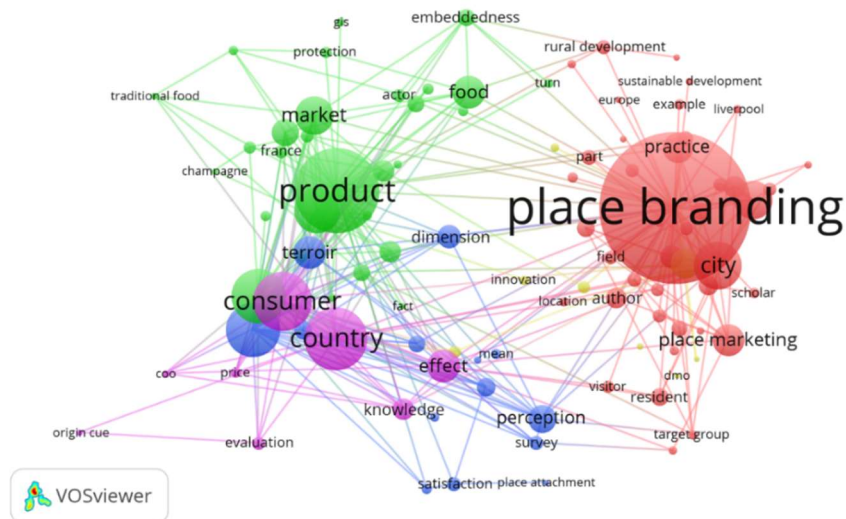 gis
embeddedness
protection
rural development
traditional food
actor
food
turn
sustainable development
europe
example
liverpool
market
france
champagne
part
practice
product
place branding
terroir
dimension
field
city
innovation
consumer
fact
location
author
scholar
country
mean
effect
place marketing
coo
price
dmo
visitor
resident
knowledge
perception
origin cue
evaluation
survey
target group
satisfaction
place attachment
VOSviewer